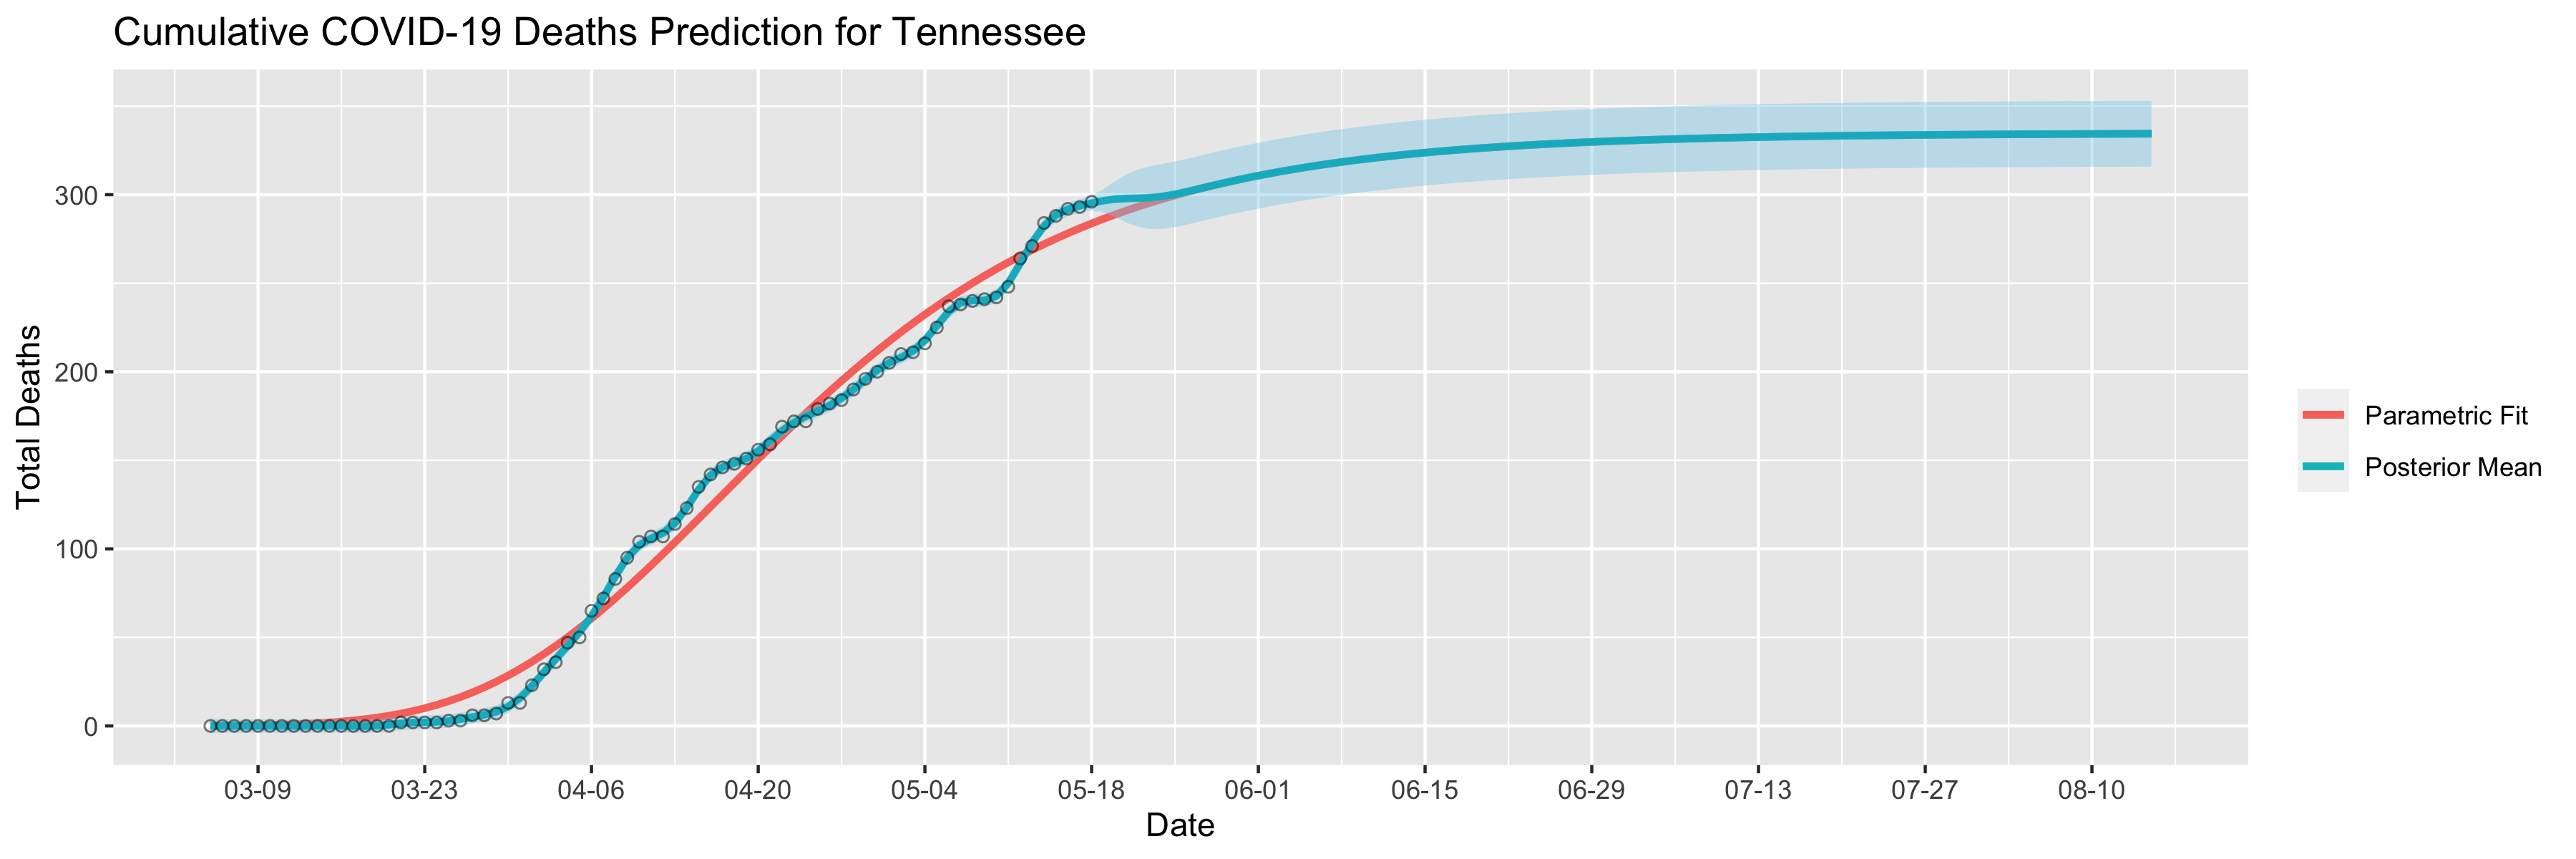 Cumulative COVID-19 Deaths Prediction for Tennessee
Total Deaths
300
200
100
0
03-09 03-23 04-06 04-20 05-04 05-18 06-01 06-15 06-29 07-13 07-27 08-10
Date
Parametric Fit
Posterior Mean